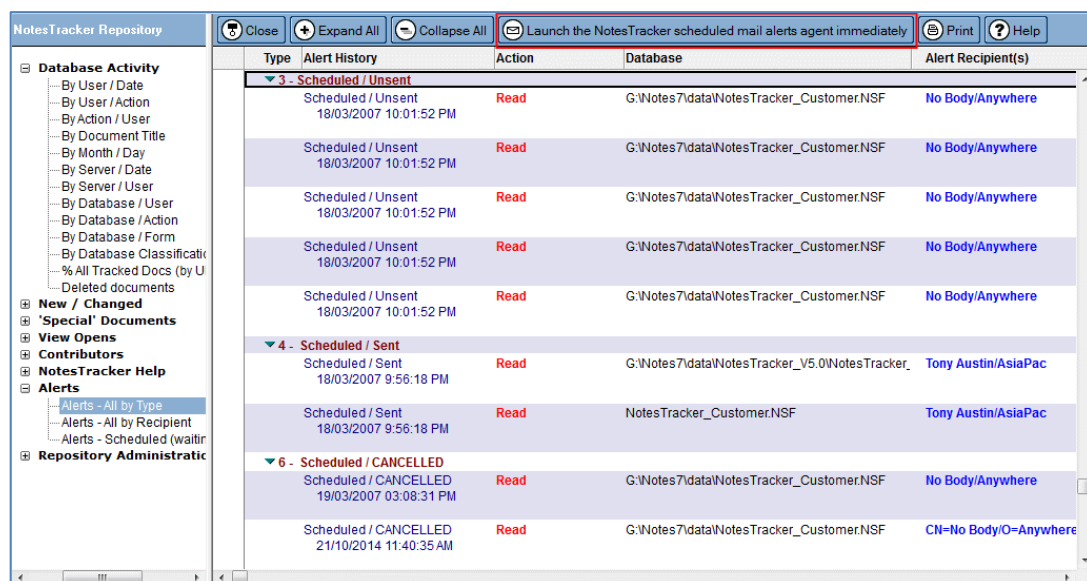 NotesTracker Repository
Close Expand All Collapse All Launch the NotesTracker scheduled mail alerts agent immediately Print Help
Database Activity
By User / Date
By User / Action
By Action / User
By Document Title
By Month / Day
By Server / Date
By Server / User
By Database / User
By Database / Action
By Database / Form
By Database Classificatio
% All Tracked Docs (by U
Deleted documents
New / Changed
'Special' Documents
View Opens
Contributors
NotesTracker Help
Alerts
Alerts - All by Type
Alerts - All by Recipient
Alerts - Scheduled (waitin
Repository Administratic
Type Alert History Action Database Alert Recipient(s)
3 - Scheduled / Unsent
Scheduled / Unsent Read G:\Notes7\data\NotesTracker_Customer.NSF No Body/Anywhere
18/03/2007 10:01:52 PM
Scheduled / Unsent Read G:\Notes7\data\NotesTracker_Customer.NSF No Body/Anywhere
18/03/2007 10:01:52 PM
Scheduled / Unsent Read G:\Notes7\data\NotesTracker_Customer.NSF No Body/Anywhere
18/03/2007 10:01:52 PM
Scheduled / Unsent Read G:\Notes7\data\NotesTracker_Customer.NSF No Body/Anywhere
18/03/2007 10:01:52 PM
Scheduled / Unsent Read G:\Notes7\data\NotesTracker_Customer.NSF No Body/Anywhere
18/03/2007 10:01:52 PM
4 - Scheduled / Sent
Scheduled / Sent Read G:\Notes7\data\NotesTracker_V5.0\NotesTracker_ Tony Austin/AsiaPac
18/03/2007 9:56:18 PM
Scheduled / Sent Read NotesTracker_Customer.NSF Tony Austin/AsiaPac
18/03/2007 9:56:18 PM
6 - Scheduled / CANCELLED
Scheduled / CANCELLED Read G:\Notes7\data\NotesTracker_Customer.NSF No Body/Anywhere
19/03/2007 03:08:31 PM
Scheduled / CANCELLED Read G:\Notes7\data\NotesTracker_Customer.NSF CN=No Body/O=Anywhere
21/10/2014 11:40:35 AM